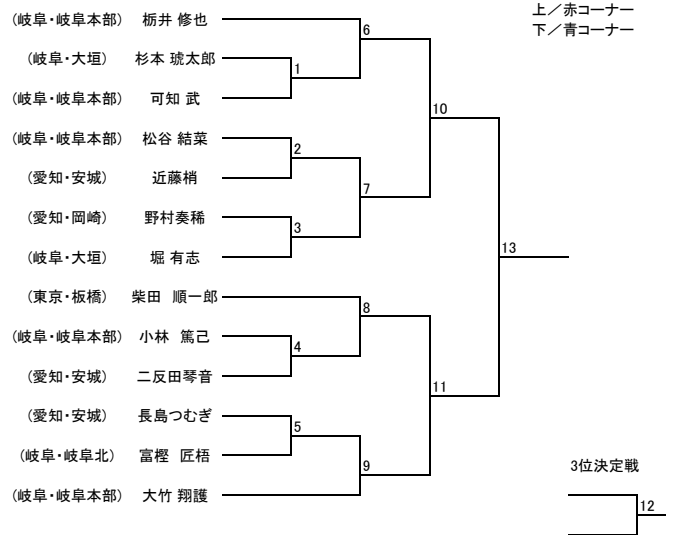 上／赤コーナー
下／青コーナー
(岐阜・岐阜本部) 栃井 修也
(岐阜・大垣) 杉本 琥太郎
(岐阜・岐阜本部) 可知 武
(岐阜・岐阜本部) 松谷 結菜
(愛知・安城) 近藤梢
(愛知・岡崎) 野村奏稀
(岐阜・大垣) 堀 有志
(東京・板橋) 柴田 順一郎
(岐阜・岐阜本部) 小林 篤己
(愛知・安城) 二反田琴音
(愛知・安城) 長島つむぎ
(岐阜・岐阜北) 富樫 匠梧
(岐阜・岐阜本部) 大竹 翔護
1
2
3
4
5
6
7
8
9
10
11
13
3位決定戦
12